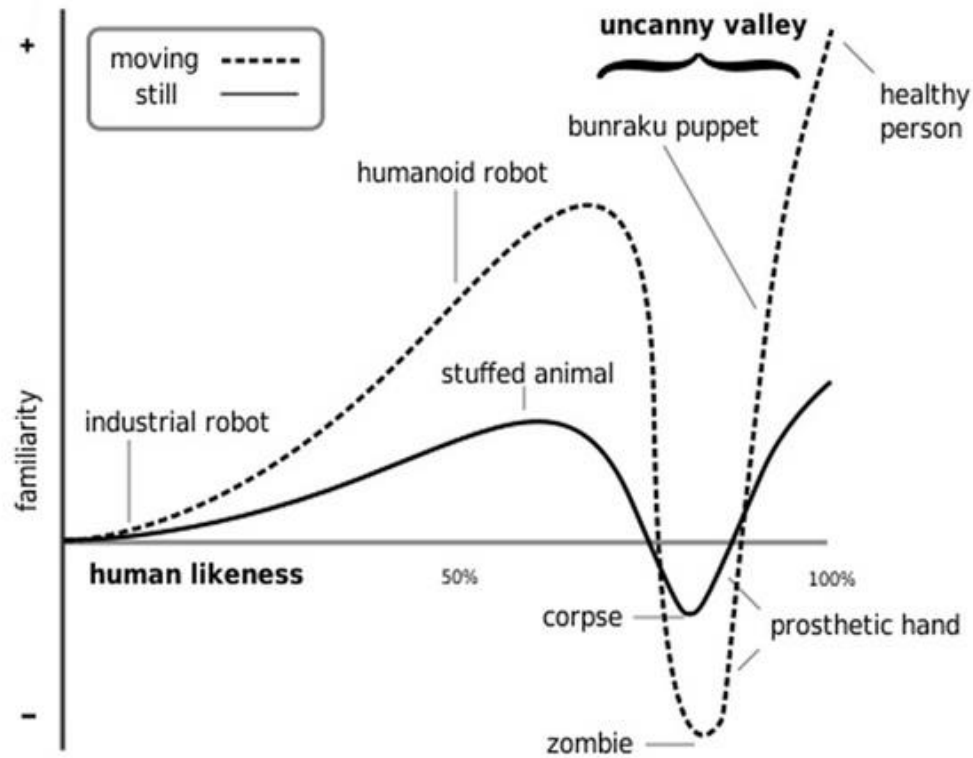 +
uncanny valley
moving
still
healthy
person
bunraku puppet
humanoid robot
stuffed animal
industrial robot
familiarity
human likeness
50%
100%
corpse
prosthetic hand
–
zombie